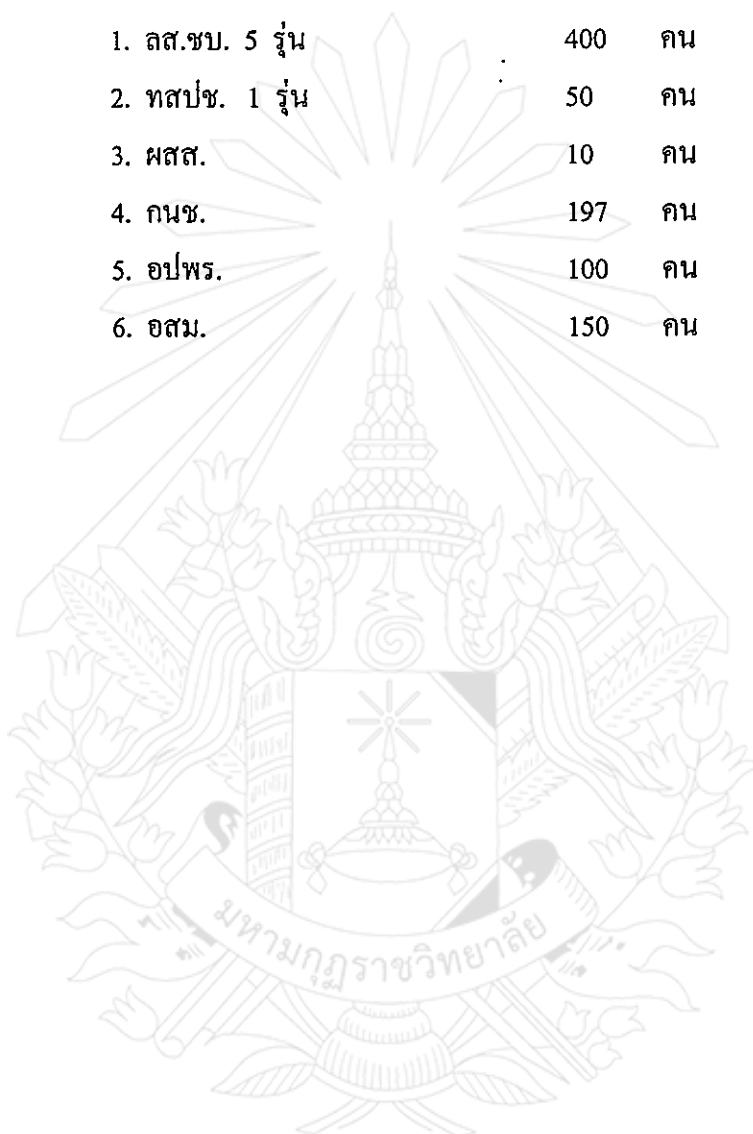 1. ลส.ชบ. 5 รุ่น 400 คน
2. ทสปช. 1 รุ่น 50 คน
3. ผสส. 10 คน
4. กนช. 197 คน
5. อปพร. 100 คน
6. อสม. 150 คน
มหามกุฏราชวิทยาลัย